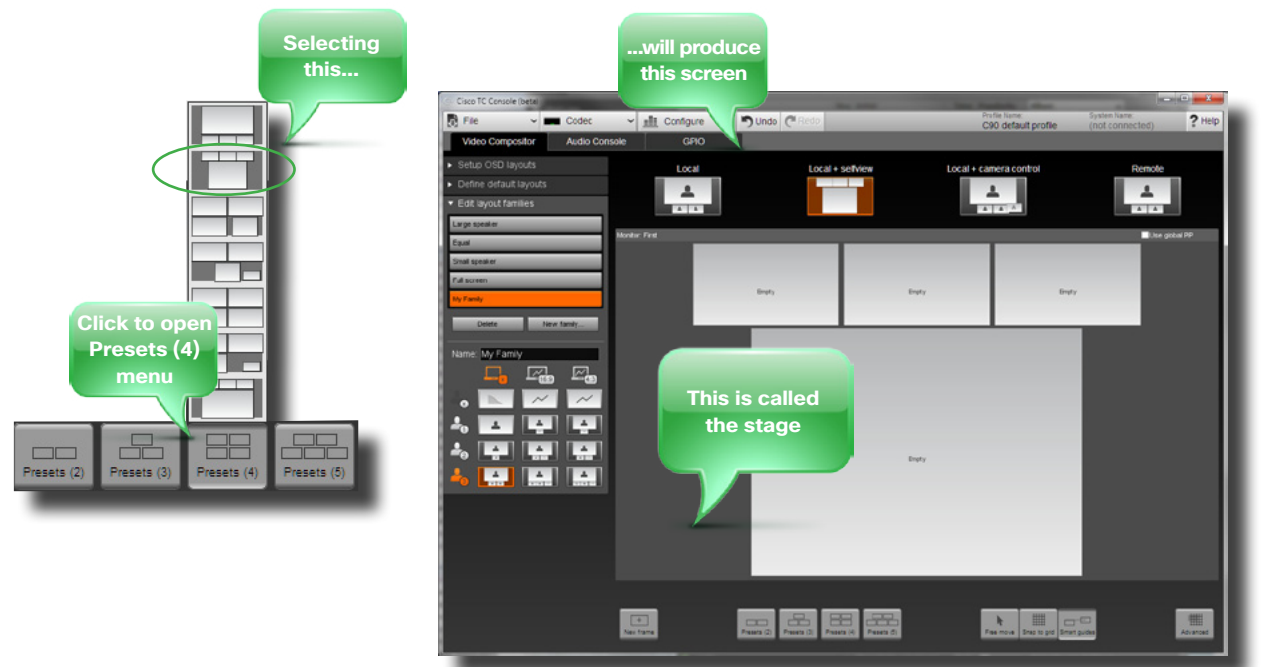 Selecting
this...
...will produce
this screen
Click to open
Presets (4)
menu
Presets (2)
Presets (3)
Presets (4)
Presets (5)
Cisco TC Console (beta)
File
Codec
Configure
Undo
Redo
Profile Name:
C90 default profile
System Name:
(not connected)
? Help
Video Compositor
Audio Console
GPIO
Setup OSD layouts
Define default layouts
Edit layout families
Large speaker
Equal
Small speaker
Full screen
My Family
Delete
New family...
Name: My Family
Local
Local + selfview
Local + camera control
Remote
Monitor: First
Use global PIP
Empty
Empty
Empty
This is called
the stage
Empty
New frame
Presets (2)
Presets (3)
Presets (4)
Presets (5)
Free move
Snap to grid
Smart guides
Advanced